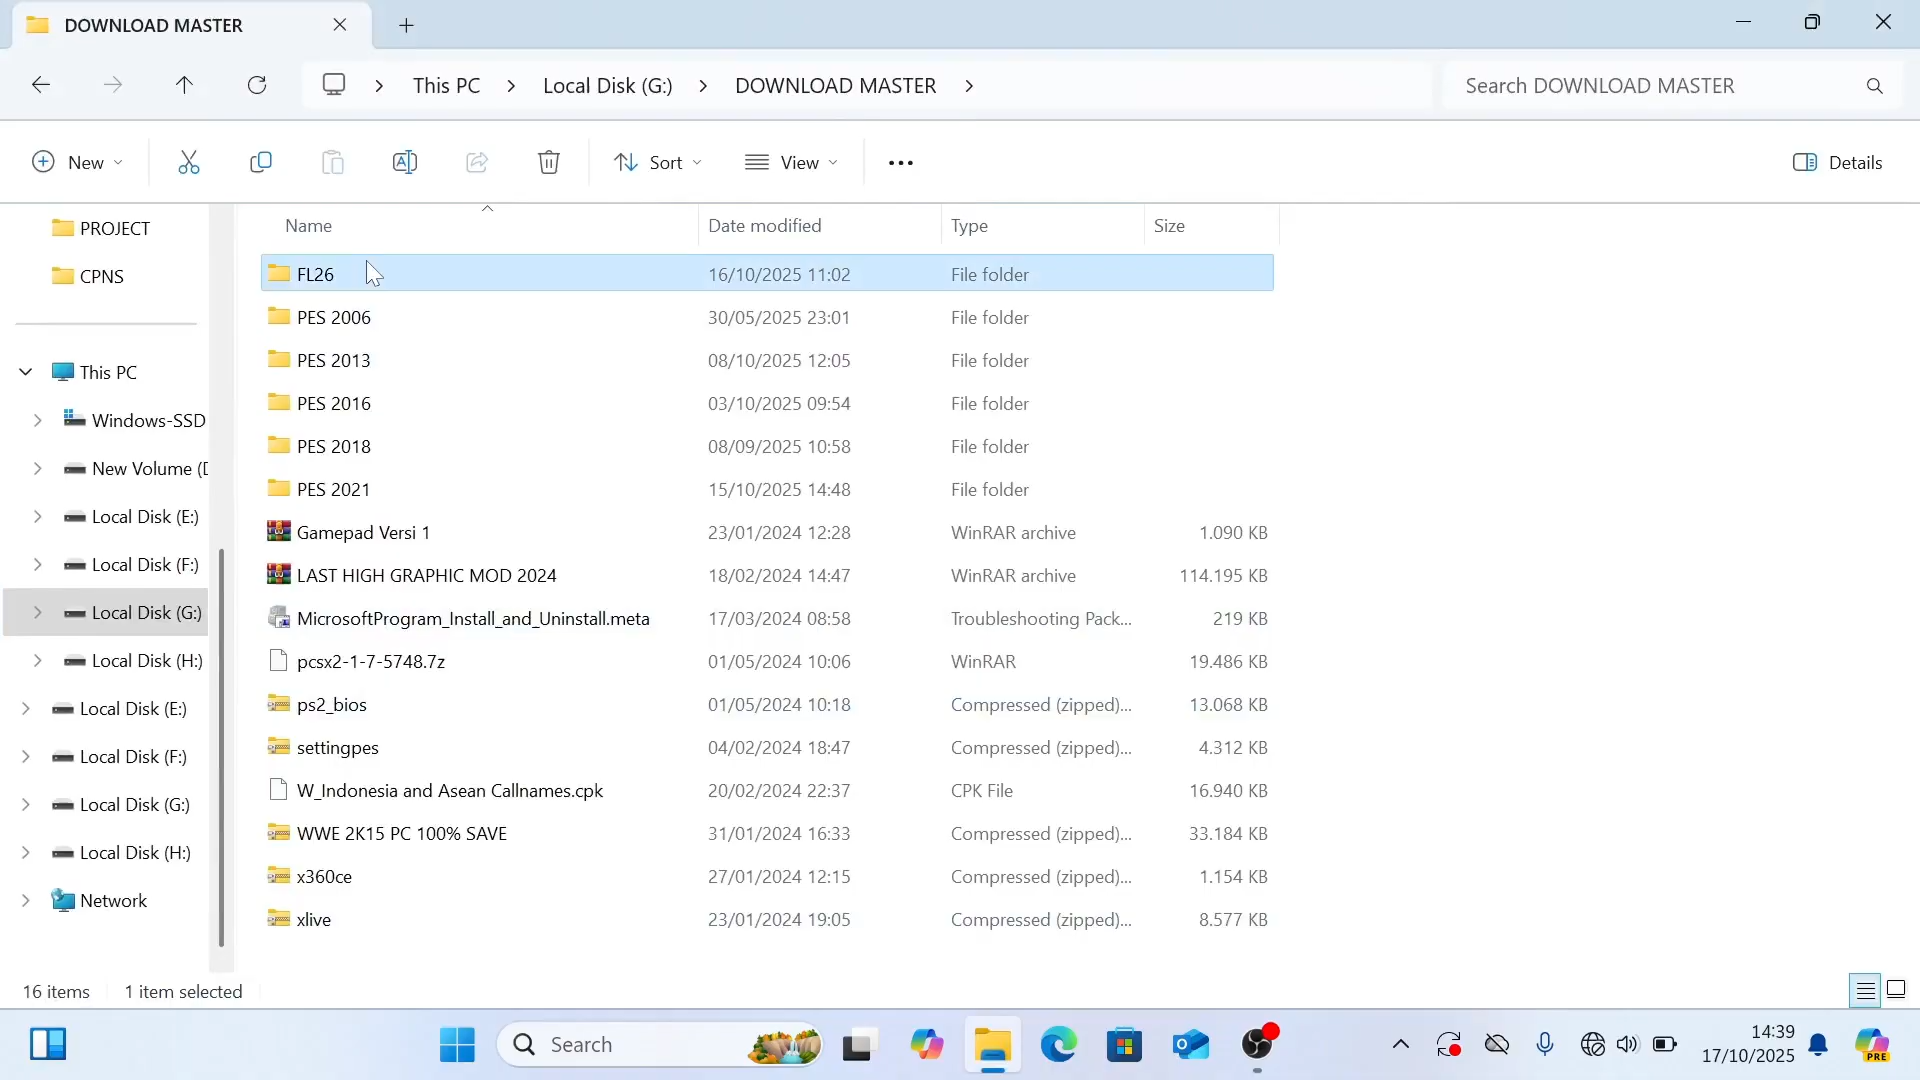 DOWNLOAD MASTER
This PC
Local Disk (G:)
DOWNLOAD MASTER
Search DOWNLOAD MASTER
New
Sort
View
Details
PROJECT
CPNS
This PC
Windows-SSD
New Volume (D
Local Disk (E:)
Local Disk (F:)
Local Disk (G:)
Local Disk (H:)
Local Disk (E:)
Local Disk (F:)
Local Disk (G:)
Local Disk (H:)
Network
Name Date modified Type Size
FL26 16/10/2025 11:02 File folder
PES 2006 30/05/2025 23:01 File folder
PES 2013 08/10/2025 12:05 File folder
PES 2016 03/10/2025 09:54 File folder
PES 2018 08/09/2025 10:58 File folder
PES 2021 15/10/2025 14:48 File folder
Gamepad Versi 1 23/01/2024 12:28 WinRAR archive 1.090 KB
LAST HIGH GRAPHIC MOD 2024 18/02/2024 14:47 WinRAR archive 114.195 KB
MicrosoftProgram_Install_and_Uninstall.meta 17/03/2024 08:58 Troubleshooting Pack... 219 KB
pcsx2-1-7-5748.7z 01/05/2024 10:06 WinRAR 19.486 KB
ps2_bios 01/05/2024 10:18 Compressed (zipped)... 13.068 KB
settingpes 04/02/2024 18:47 Compressed (zipped)... 4.312 KB
W_Indonesia and Asean Callnames.cpk 20/02/2024 22:37 CPK File 16.940 KB
WWE 2K15 PC 100% SAVE 31/01/2024 16:33 Compressed (zipped)... 33.184 KB
x360ce 27/01/2024 12:15 Compressed (zipped)... 1.154 KB
xlive 23/01/2024 19:05 Compressed (zipped)... 8.577 KB
16 items 1 item selected
Search
14:39
17/10/2025
PRE